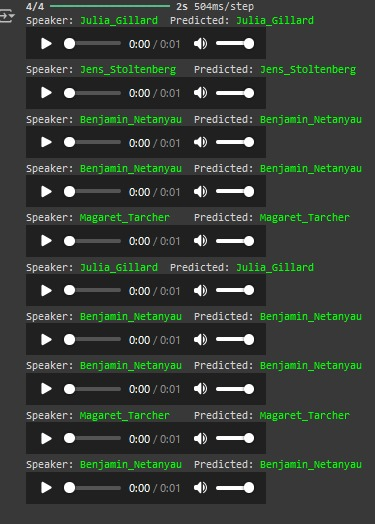 4/4 2s 504ms/step
Speaker: Julia_Gillard Predicted: Julia_Gillard
0:00 / 0:01
Speaker: Jens_Stoltenberg Predicted: Jens_Stoltenberg
0:00 / 0:01
Speaker: Benjamin_Netanyau Predicted: Benjamin_Netanyau
0:00 / 0:01
Speaker: Benjamin_Netanyau Predicted: Benjamin_Netanyau
0:00 / 0:01
Speaker: Magaret_Tarcher Predicted: Magaret_Tarcher
0:00 / 0:01
Speaker: Julia_Gillard Predicted: Julia_Gillard
0:00 / 0:01
Speaker: Benjamin_Netanyau Predicted: Benjamin_Netanyau
0:00 / 0:01
Speaker: Benjamin_Netanyau Predicted: Benjamin_Netanyau
0:00 / 0:01
Speaker: Magaret_Tarcher Predicted: Magaret_Tarcher
0:00 / 0:01
Speaker: Benjamin_Netanyau Predicted: Benjamin_Netanyau
0:00 / 0:01